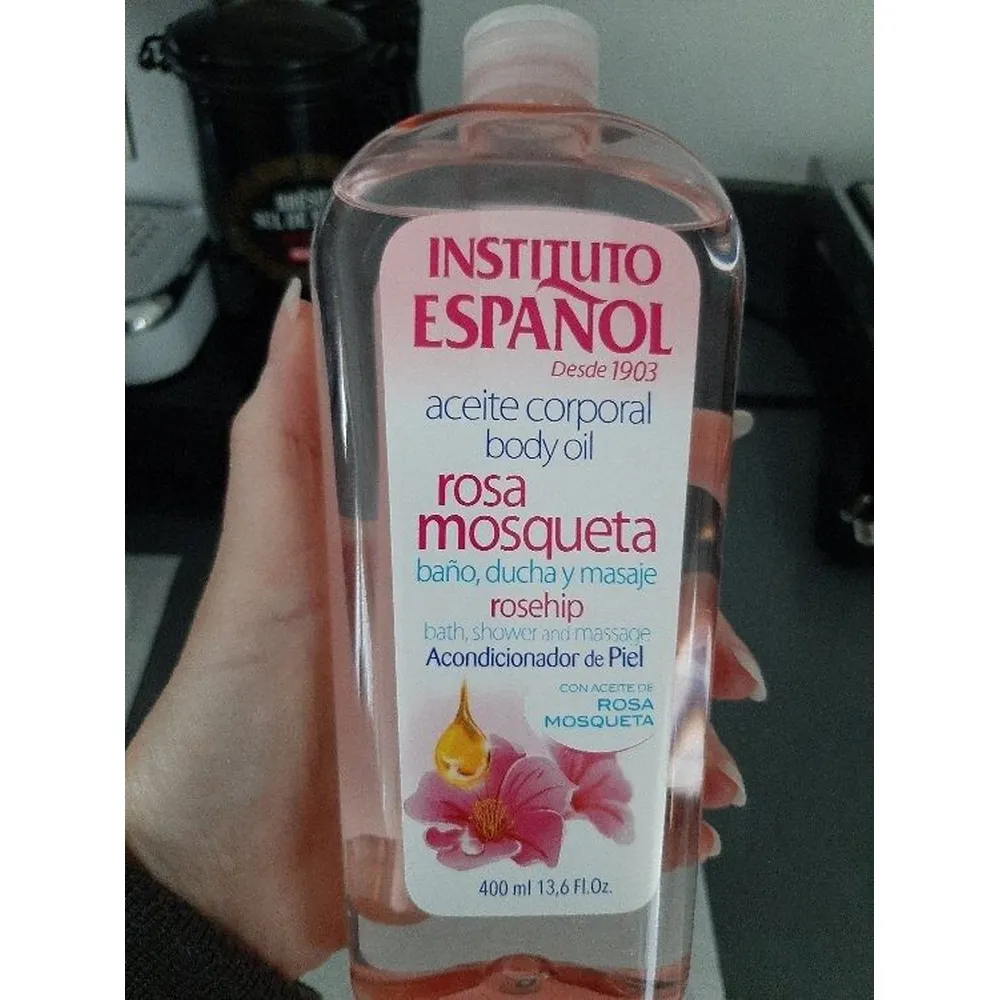 INSTITUTO
ESPAÑOL
Desde 1903
aceite corporal
body oil
rosa
mosqueta
baño, ducha y masaje
rosehip
bath, shower and massage
Acondicionador de Piel
CON ACEITE DE
ROSA
MOSQUETA
400 ml 13,6 Fl.Oz.